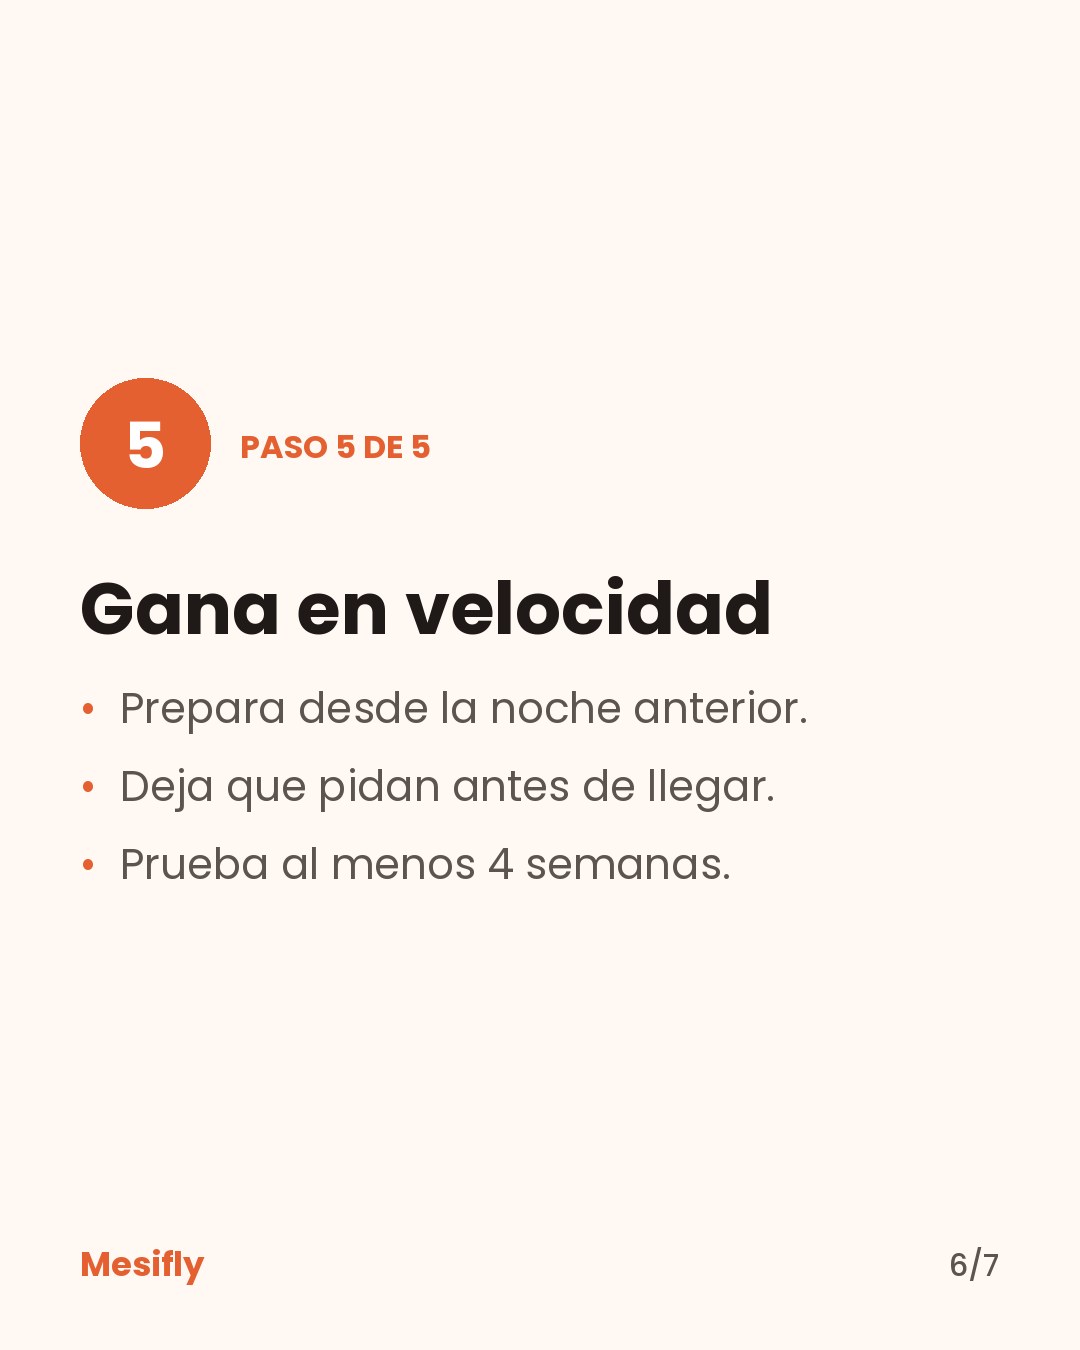 5
PASO 5 DE 5
Gana en velocidad
• Prepara desde la noche anterior.
• Deja que pidan antes de llegar.
• Prueba al menos 4 semanas.
Mesifly
6/7